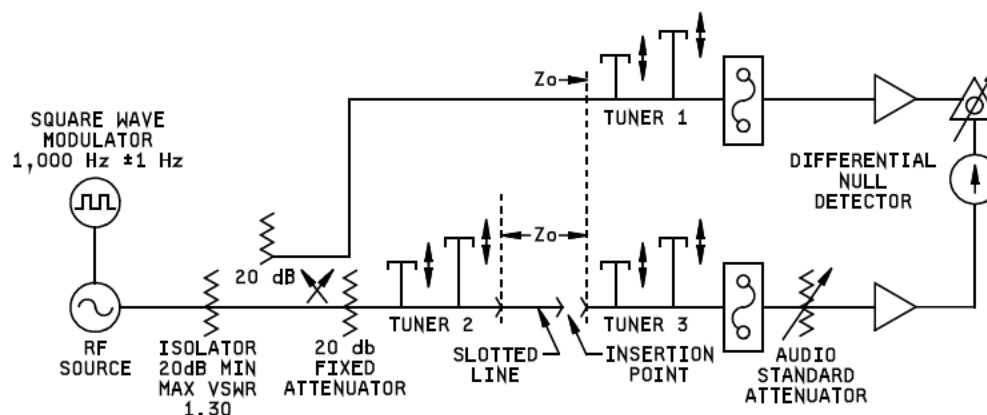 Zo
TUNER 1
SQUARE WAVE
MODULATOR
1,000 Hz ±1 Hz
DIFFERENTIAL
NULL
DETECTOR
Zo
20 dB
TUNER 2
TUNER 3
RF
SOURCE
ISOLATOR
20dB MIN
MAX VSWR
1.30
20 db
FIXED
ATTENUATOR
SLOTTED
LINE
INSERTION
POINT
AUDIO
STANDARD
ATTENUATOR